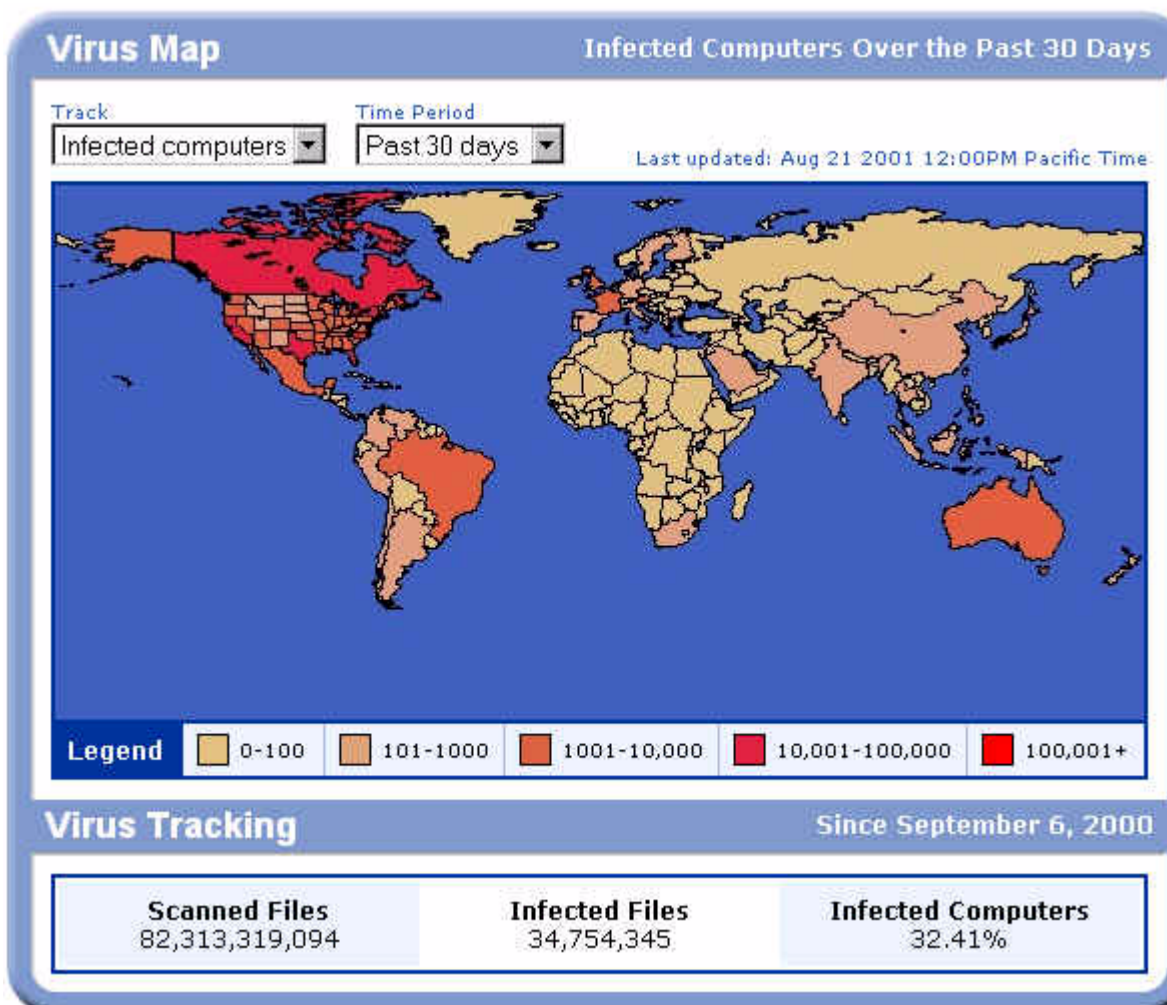 Virus Map
Infected Computers Over the Past 30 Days
Track
Time Period
Infected computers
Past 30 days
Last updated: Aug 21 2001 12:00PM Pacific Time
Legend
0-100
101-1000
1001-10,000
10,001-100,000
100,001+
Virus Tracking
Since September 6, 2000
Scanned Files
Infected Files
Infected Computers
82,313,319,094
34,754,345
32.41%